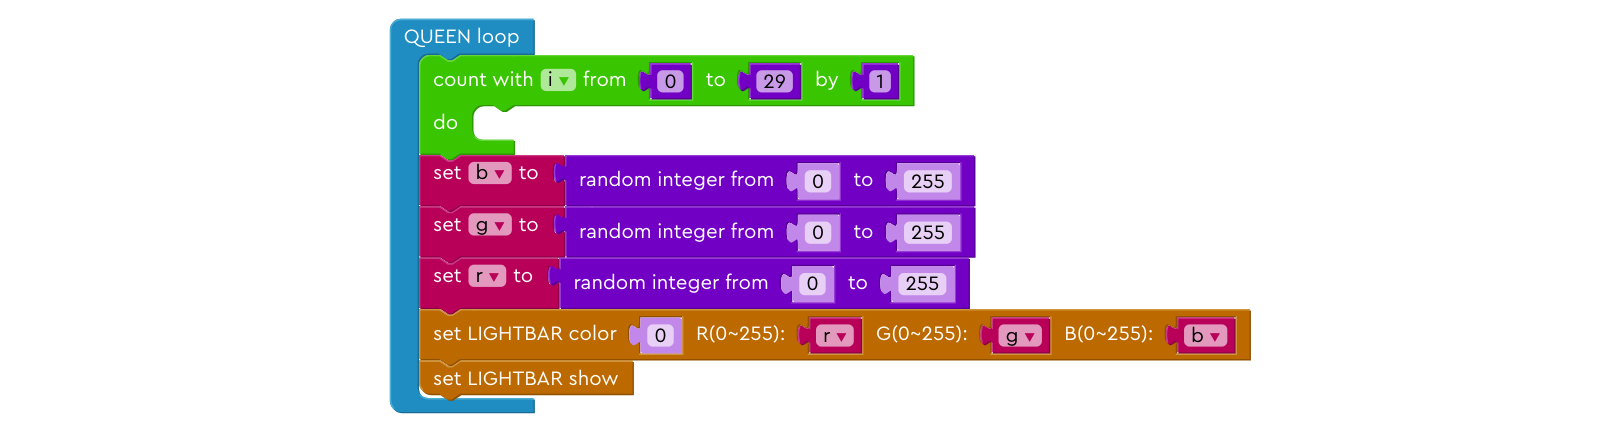 QUEEN loop
count with i ▾ from 0 to 29 by 1
do
set b ▾ to random integer from 0 to 255
set g ▾ to random integer from 0 to 255
set r ▾ to random integer from 0 to 255
set LIGHTBAR color 0 R(0~255): r ▾ G(0~255): g ▾ B(0~255): b ▾
set LIGHTBAR show